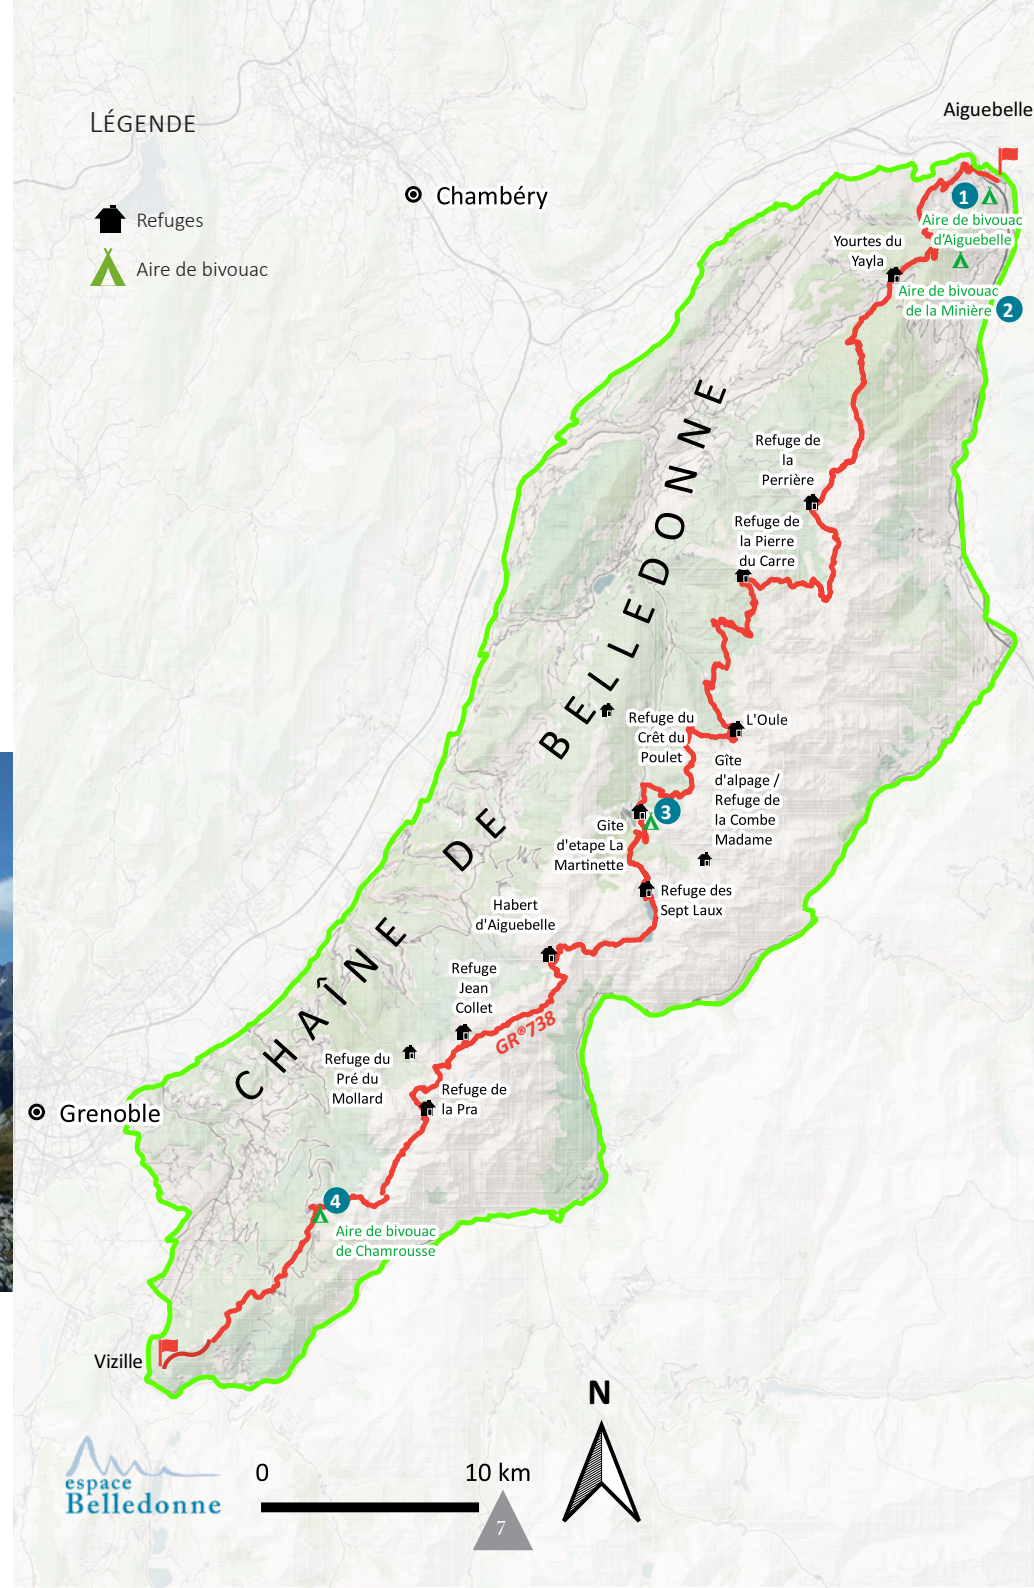 Aiguebelle
LÉGENDE
Chambéry
Refuges
Aire de bivouac
1
Aire de bivouac
d'Aiguebelle
Yourtes du
Yayla
Aire de bivouac
de la Minière
2
Refuge de
la
Perrière
Refuge de
la Pierre
du Carre
CHAÎNE DE BELLEDONNE
L'Oule
Refuge du
Crêt du
Poulet
Gîte
d'alpage /
Refuge de
la Combe
Madame
3
Gite
d'etape La
Martinette
Refuge des
Sept Laux
Habert
d'Aiguebelle
Refuge
Jean
Collet
GR®738
Refuge du
Pré du
Mollard
Refuge de
la Pra
Grenoble
4
Aire de bivouac
de Chamrousse
Vizille
N
espace
Belledonne
0 10 km
7